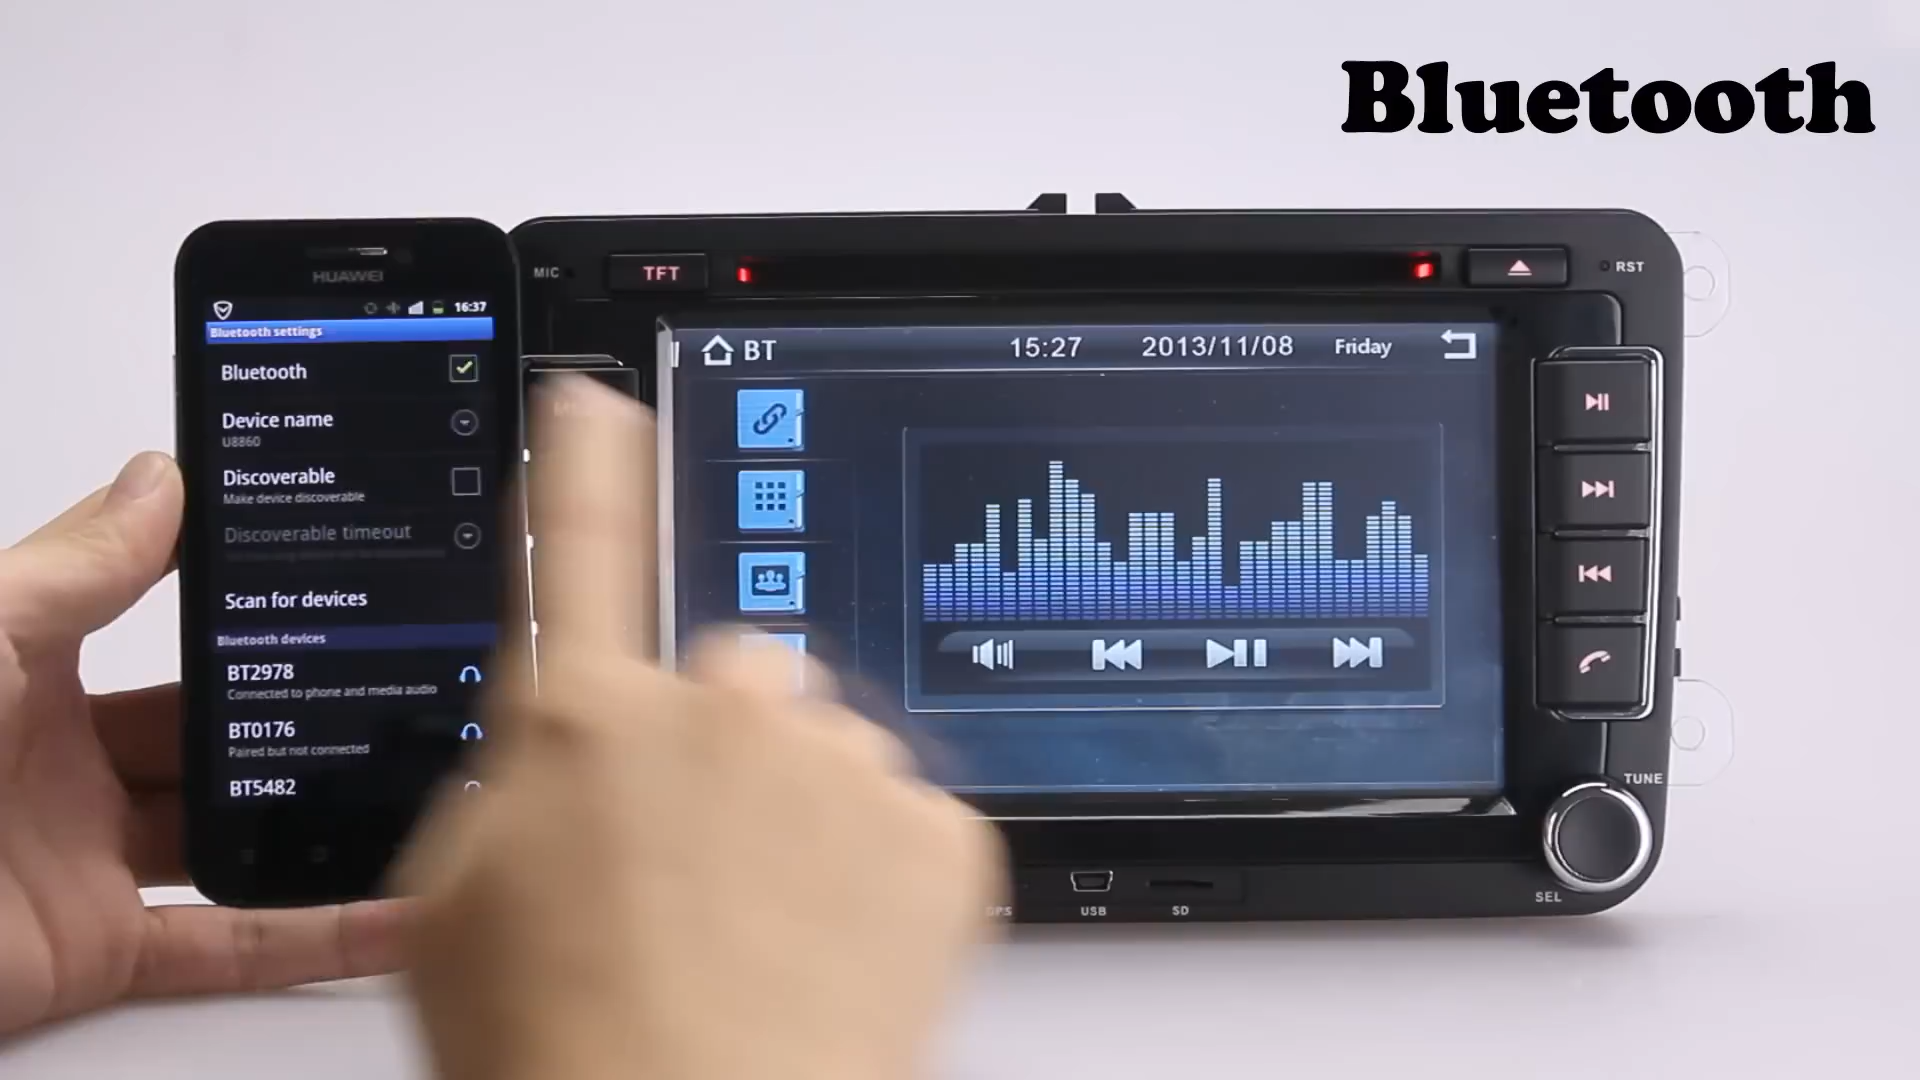 Bluetooth
HUAWEI
16:37
Bluetooth settings
Bluetooth
Device name
U8860
Discoverable
Make device discoverable
Discoverable timeout
Scan for devices
Bluetooth devices
BT2978
Connected to phone and media audio
BT0176
Paired but not connected
BT5482
MIC
TFT
RST
BT
15:27
2013/11/08
Friday
TUNE
SEL
USB
SD